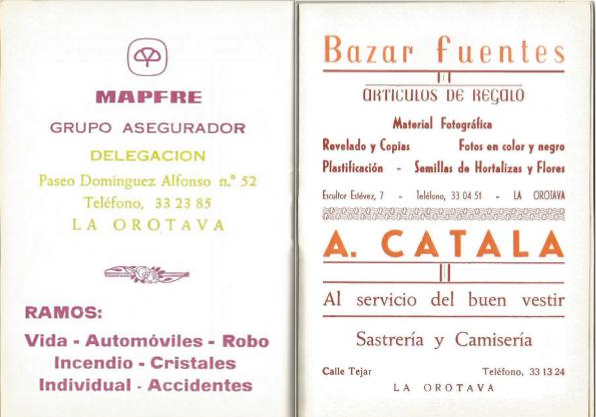 MAPFRE
GRUPO ASEGURADOR
DELEGACION
Paseo Domínguez Alfonso n.º 52
Teléfono, 33 23 85
LA OROTAVA
RAMOS:
Vida - Automóviles - Robo
Incendio - Cristales
Individual - Accidentes
Bazar Fuentes
ARTICULOS DE REGALO
Material Fotográfica
Revelado y Copias Fotos en color y negro
Plastificación - Semillas de Hortalizas y Flores
Escultor Estévez, 7 - Teléfono, 33 04 51 - LA OROTAVA
A. CATALA
Al servicio del buen vestir
Sastrería y Camisería
Calle Tejar Teléfono, 33 13 24
LA OROTAVA